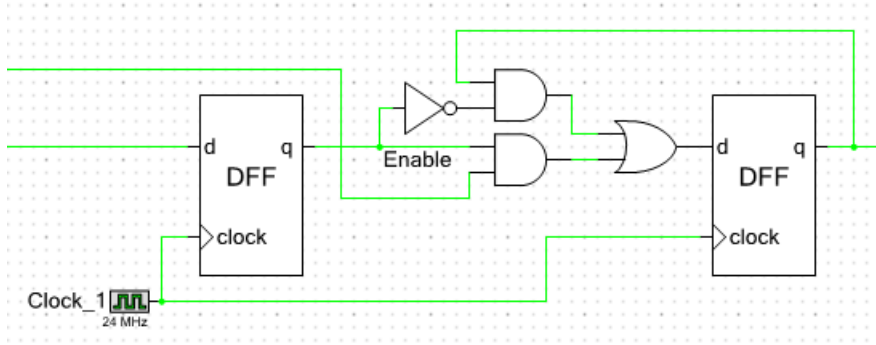 d q
DFF
clock
Enable
d q
DFF
clock
Clock_1
24 MHz